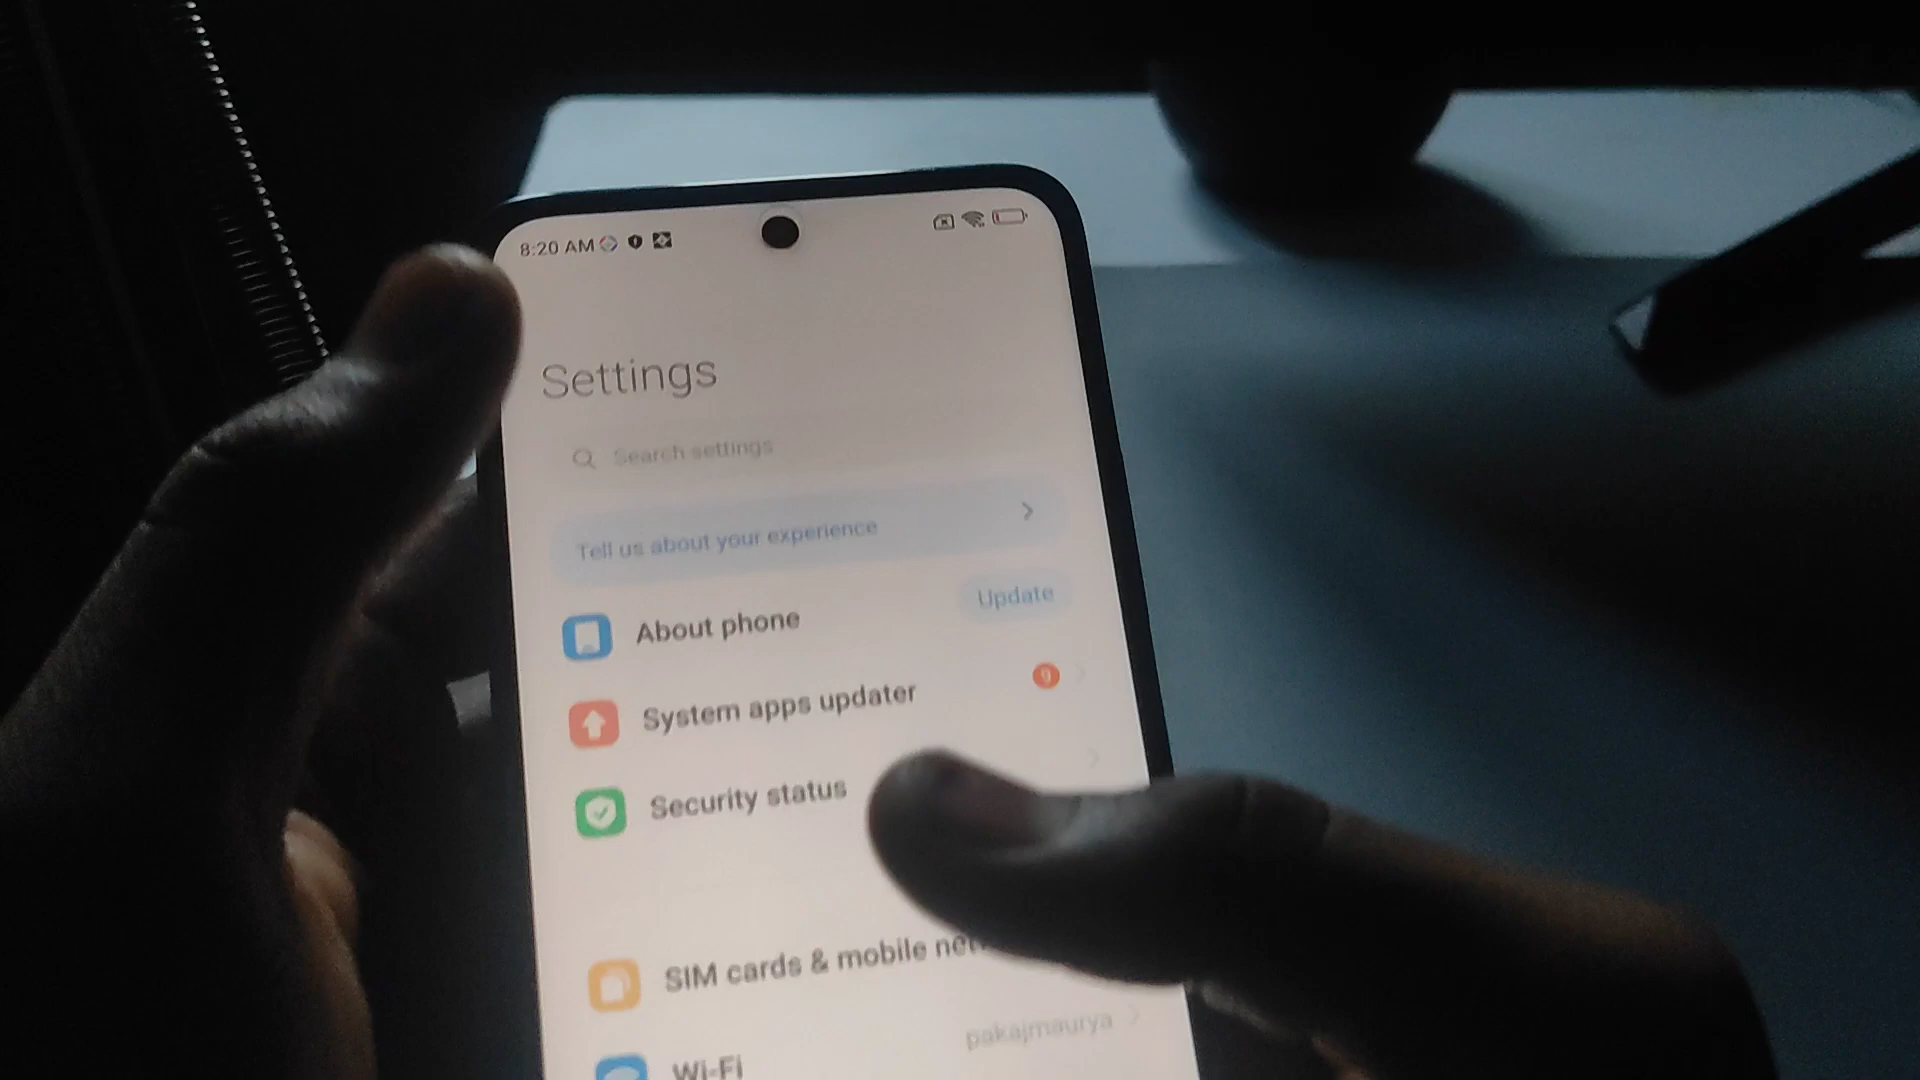 8:20 AM
Settings
Search settings
Tell us about your experience
About phone
Update
System apps updater
9
Security status
SIM cards & mobile
pakajmaurya
Wi-Fi